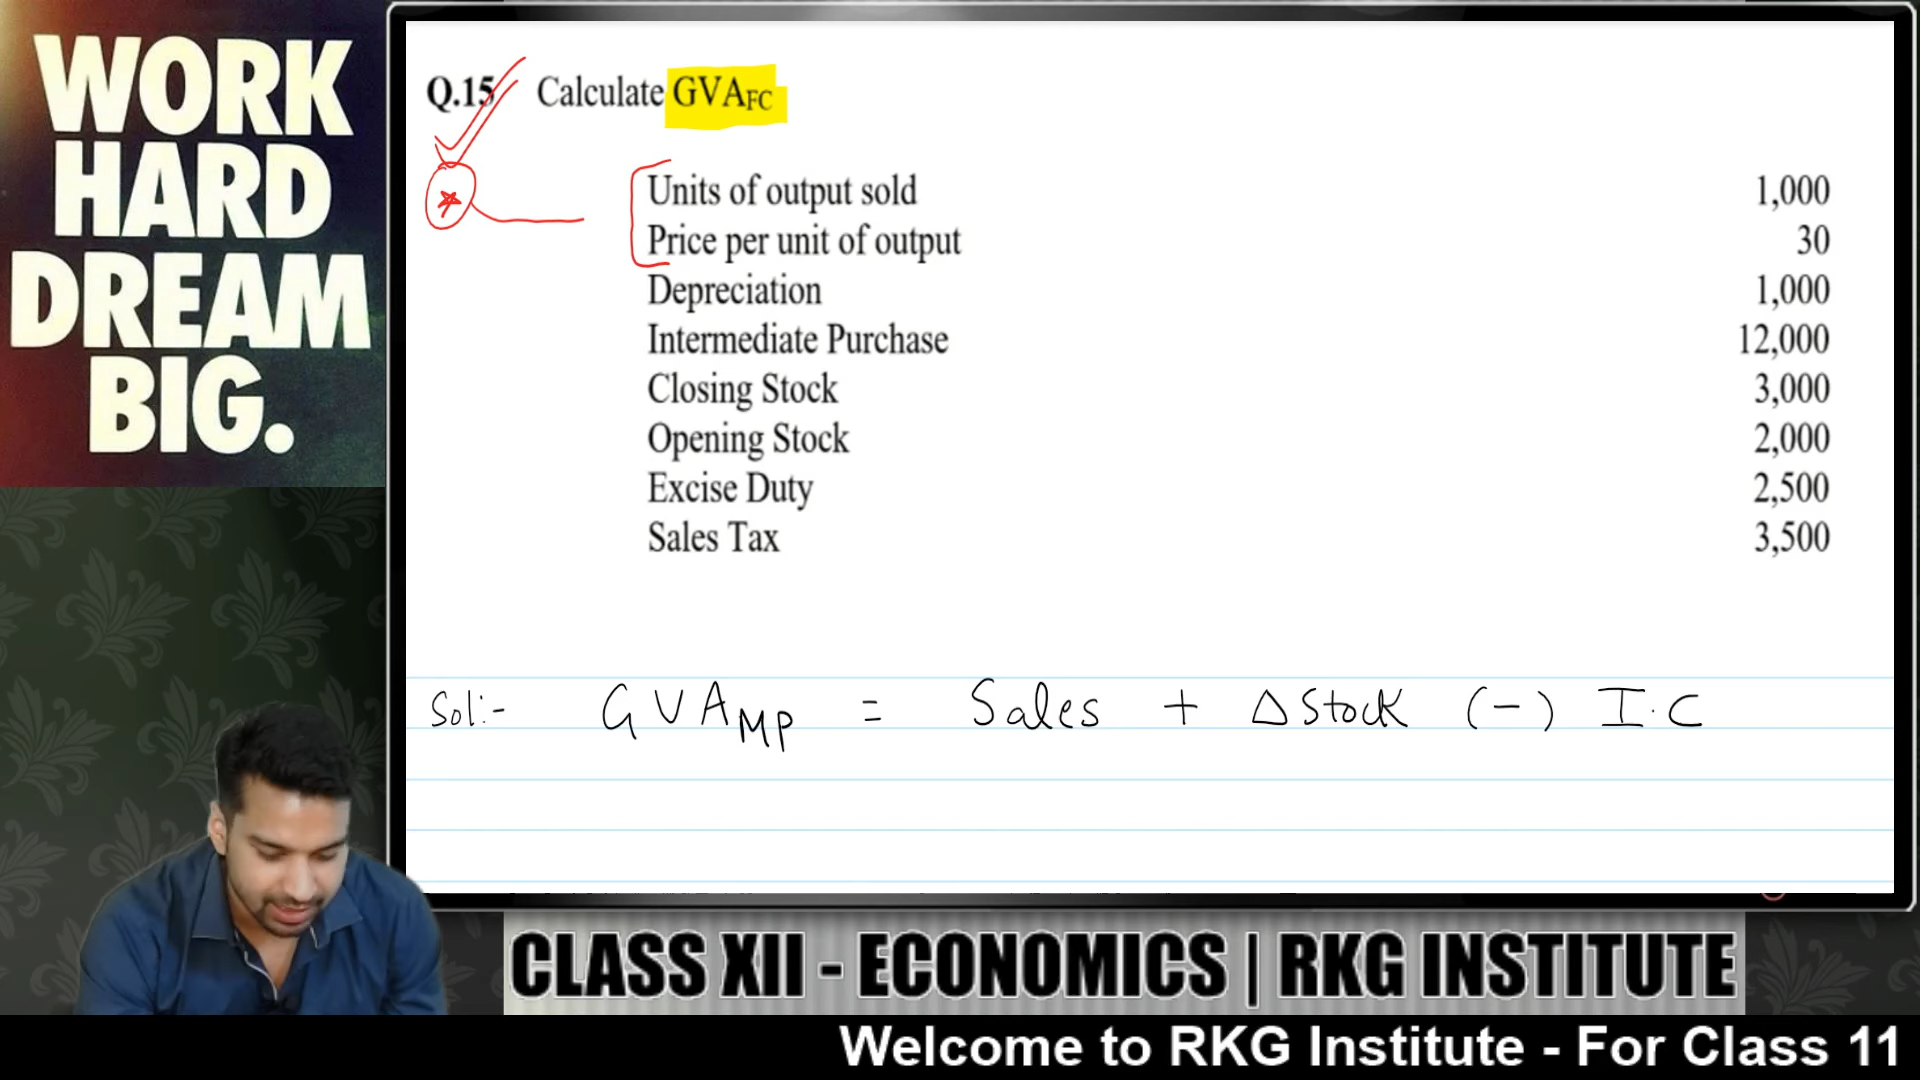 WORK
HARD
DREAM
BIG.
Q.15 Calculate GVAFC
Units of output sold 1,000
Price per unit of output 30
Depreciation 1,000
Intermediate Purchase 12,000
Closing Stock 3,000
Opening Stock 2,000
Excise Duty 2,500
Sales Tax 3,500
Sol:- GVAMP = Sales + Δ Stock (-) I.C
CLASS XII - ECONOMICS | RKG INSTITUTE
Welcome to RKG Institute - For Class 11